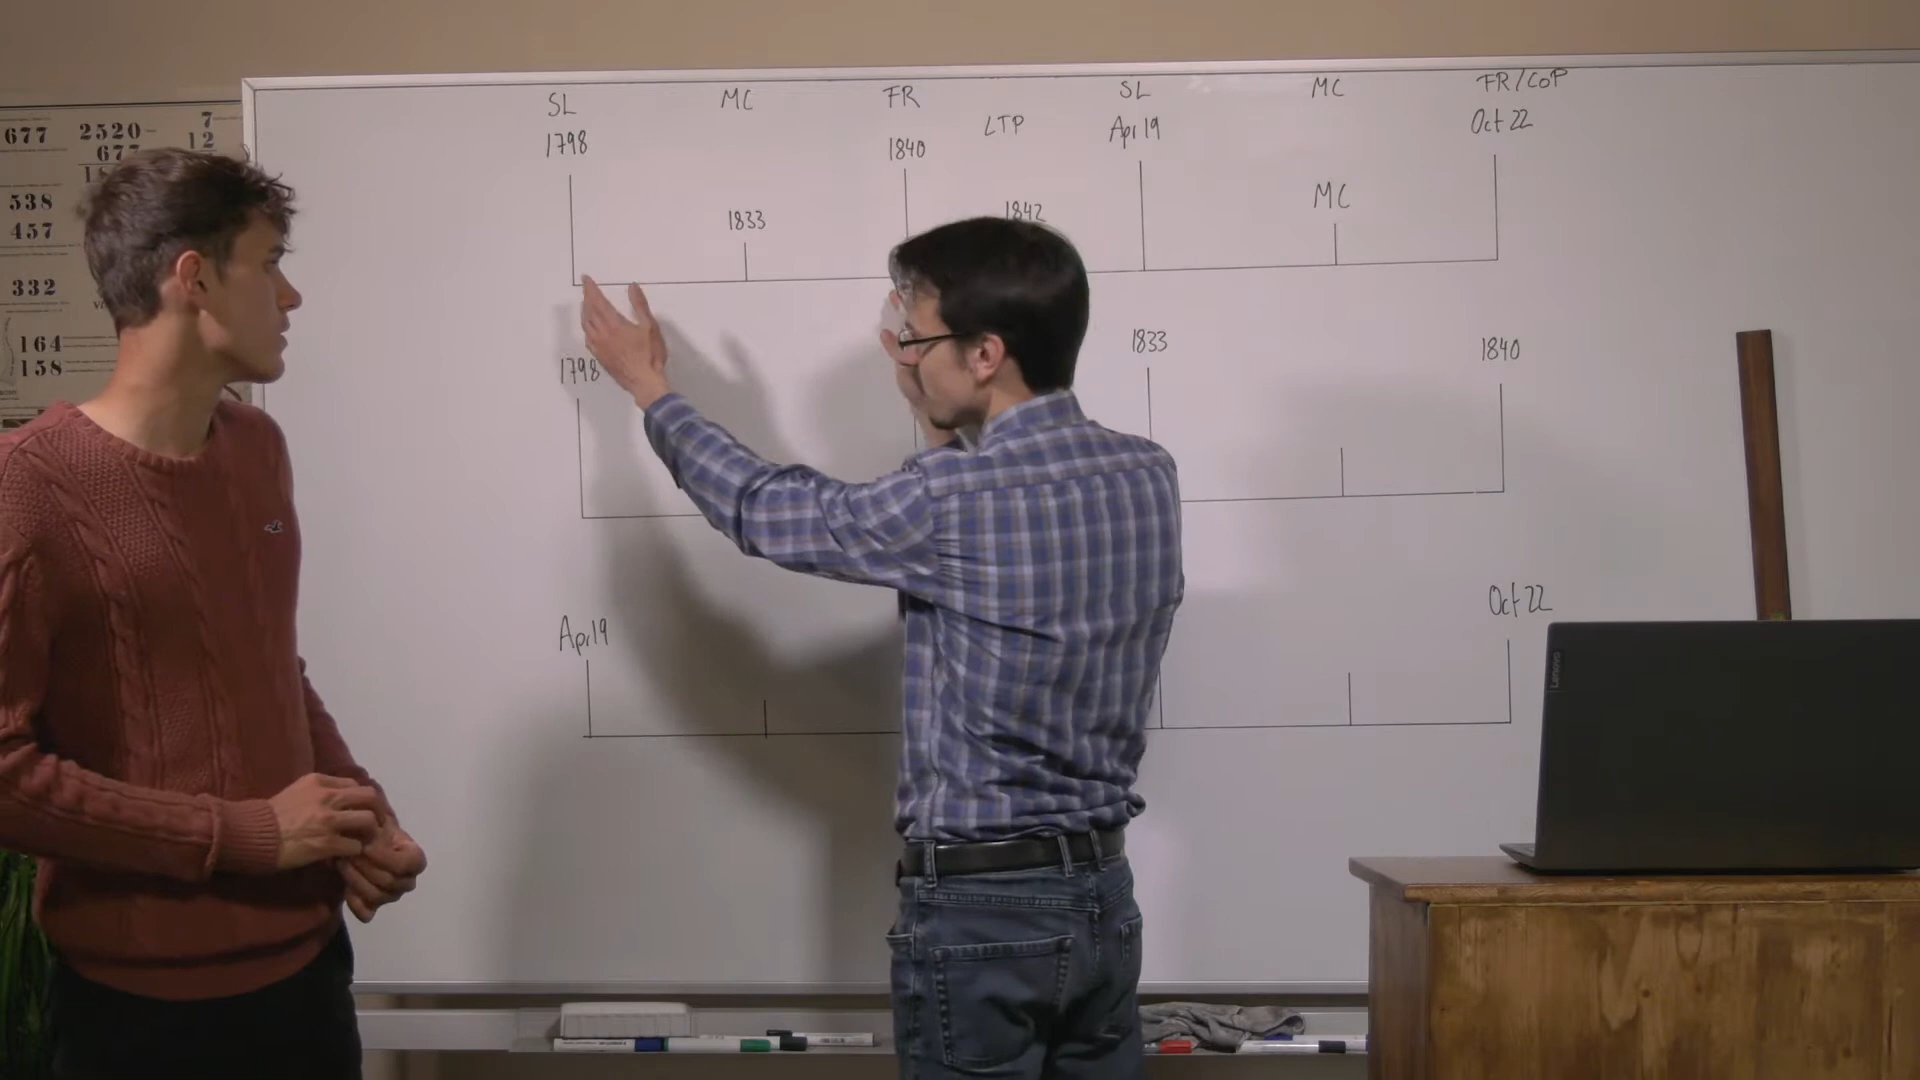 SL MC FR SL MC FR/CoP
1798 1840 LTP Apr 19 Oct 22
1833 1842 MC
1798 1833 1840
Apr 19 Oct 22
677 2520- 7
677 12
538
457
332
164
158
Lenovo